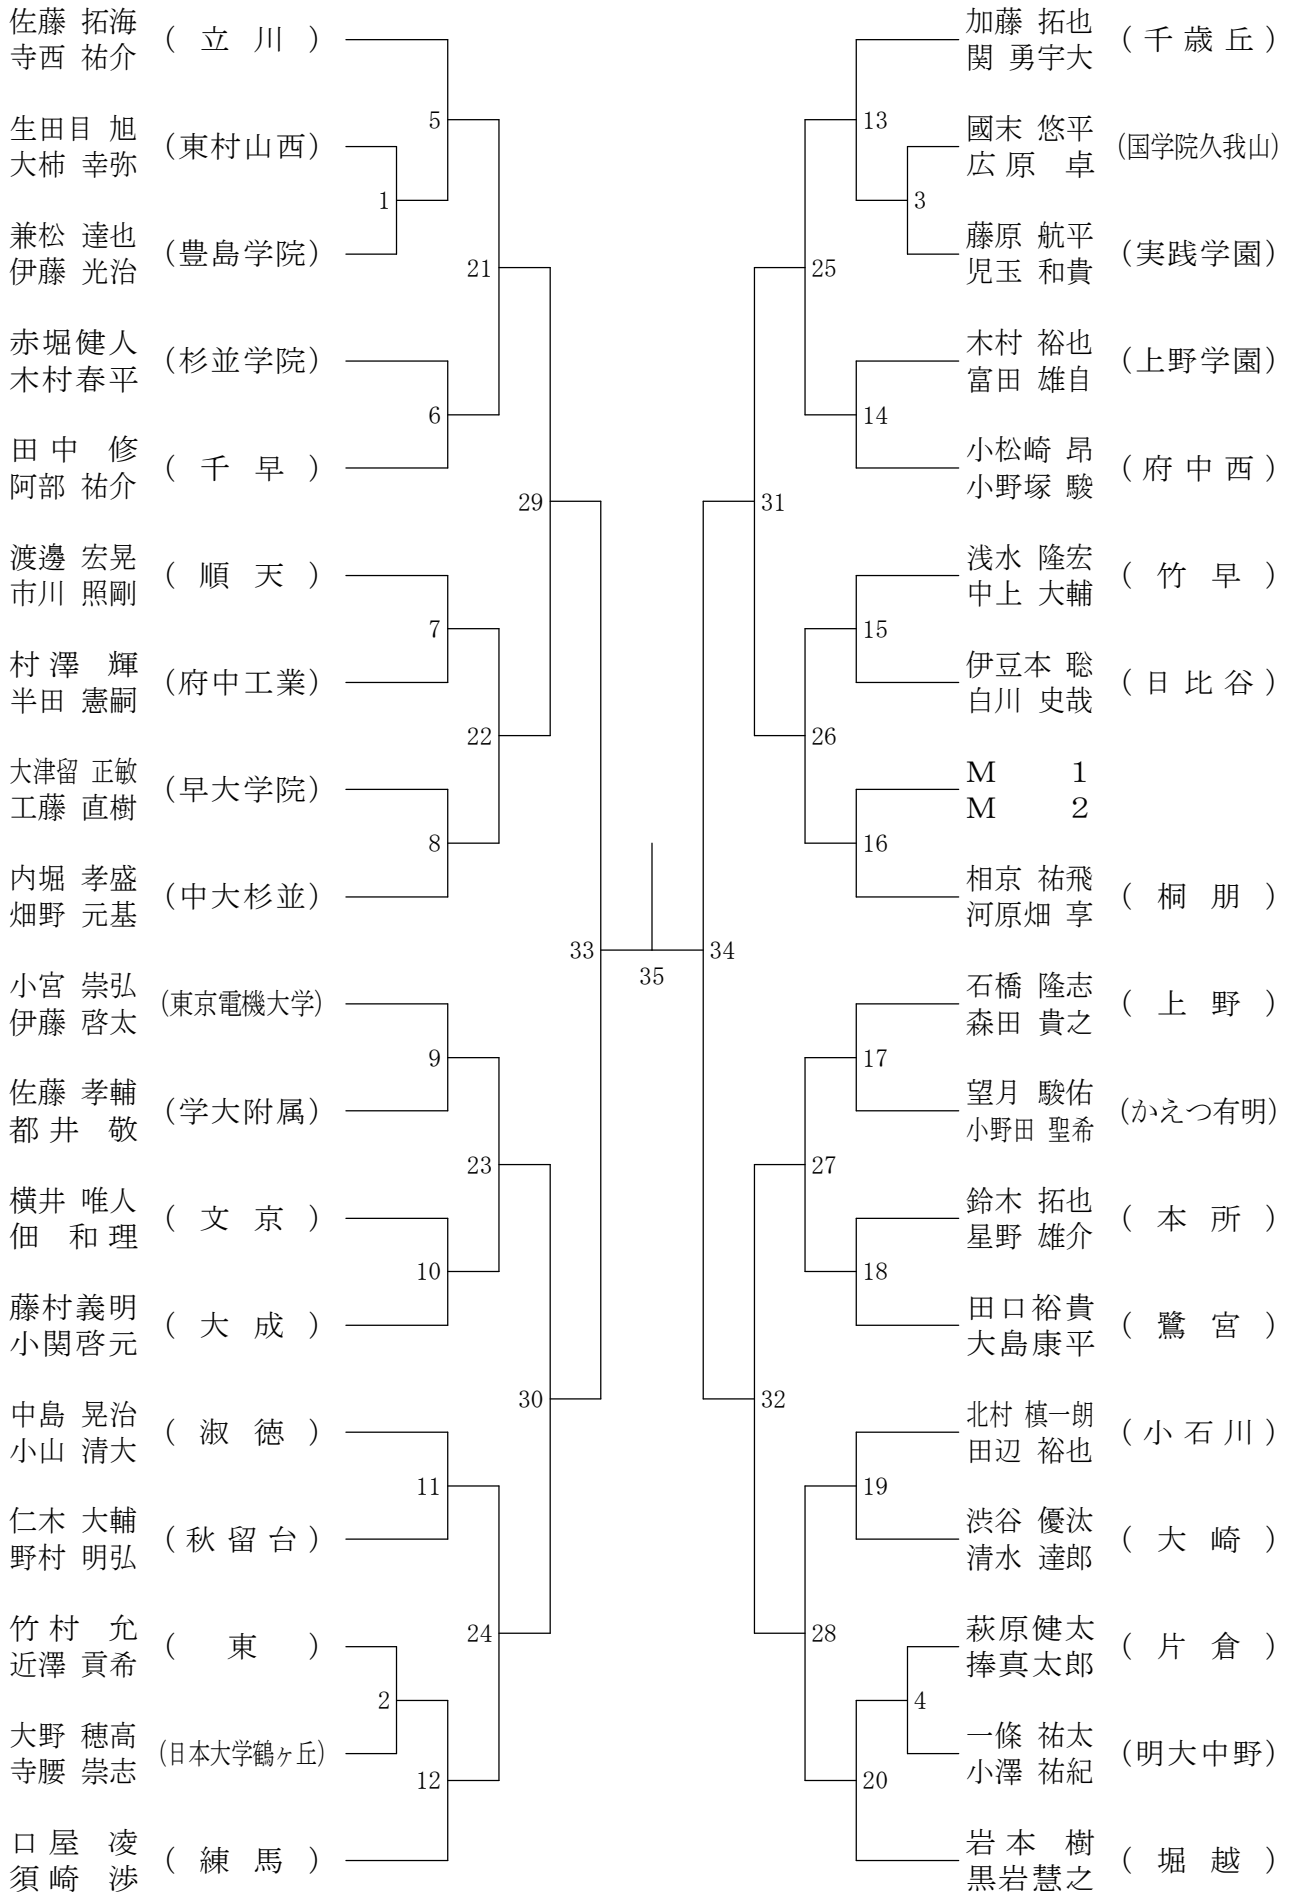 佐藤 拓海
寺西 祐介
( 立 川 )
生田目 旭
大柿 幸弥
(東村山西)
兼松 達也
伊藤 光治
(豊島学院)
赤堀健人
木村春平
(杉並学院)
田中 修
阿部 祐介
( 千 早 )
渡邊 宏晃
市川 照剛
( 順 天 )
村澤 輝
半田 憲嗣
(府中工業)
大津留 正敏
工藤 直樹
(早大学院)
内堀 孝盛
畑野 元基
(中大杉並)
小宮 崇弘
伊藤 啓太
(東京電機大学)
佐藤 孝輔
都井 敬
(学大附属)
横井 唯人
佃 和理
( 文 京 )
藤村義明
小関啓元
( 大 成 )
中島 晃治
小山 清大
( 淑 徳 )
仁木 大輔
野村 明弘
( 秋 留 台 )
竹村 允
近澤 貢希
( 東 )
大野 穂高
寺腰 崇志
(日本大学鶴ヶ丘)
口屋 凌
須崎 渉
( 練 馬 )
1
2
5
6
7
8
9
10
11
12
21
22
23
24
29
30
33
35
34
31
32
25
26
27
28
13
14
15
16
17
18
19
20
3
4
加藤 拓也
関 勇宇大
( 千 歳 丘 )
國末 悠平
広原 卓
(国学院久我山)
藤原 航平
児玉 和貴
(実践学園)
木村 裕也
富田 雄自
(上野学園)
小松崎 昂
小野塚 駿
( 府 中 西 )
浅水 隆宏
中上 大輔
( 竹 早 )
伊豆本 聡
白川 史哉
( 日 比 谷 )
M 1
M 2
相京 祐飛
河原畑 享
( 桐 朋 )
石橋 隆志
森田 貴之
( 上 野 )
望月 駿佑
小野田 聖希
(かえつ有明)
鈴木 拓也
星野 雄介
( 本 所 )
田口裕貴
大島康平
( 鷺 宮 )
北村 槙一朗
田辺 裕也
( 小 石 川 )
渋谷 優汰
清水 達郎
( 大 崎 )
萩原健太
捧真太郎
( 片 倉 )
一條 祐太
小澤 祐紀
(明大中野)
岩本 樹
黒岩慧之
( 堀 越 )